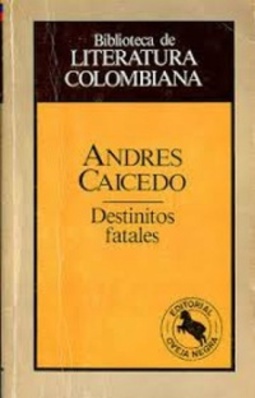 Biblioteca de
LITERATURA
COLOMBIANA
ANDRES
CAICEDO
Destinitos
fatales
EDITORIAL
OVEJA NEGRA